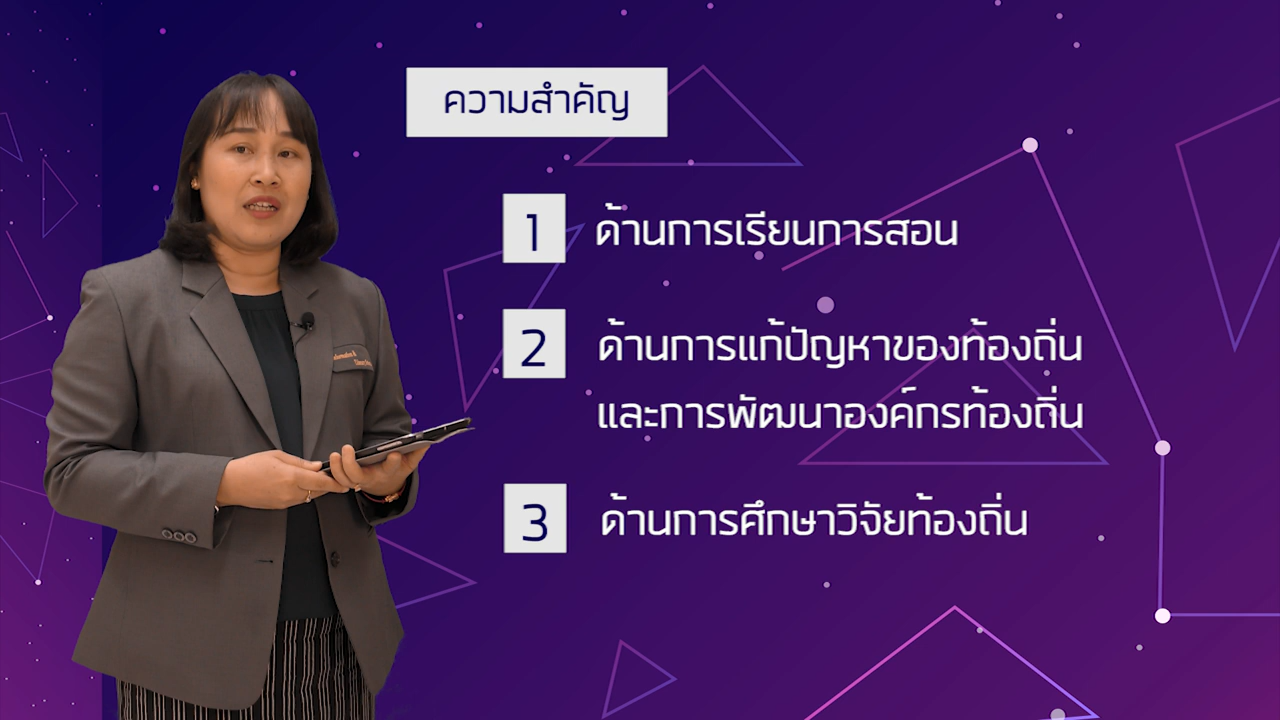 ความสำคัญ
1 ด้านการเรียนการสอน
2 ด้านการแก้ปัญหาของท้องถิ่น
และการพัฒนาองค์กรท้องถิ่น
3 ด้านการศึกษาวิจัยท้องถิ่น